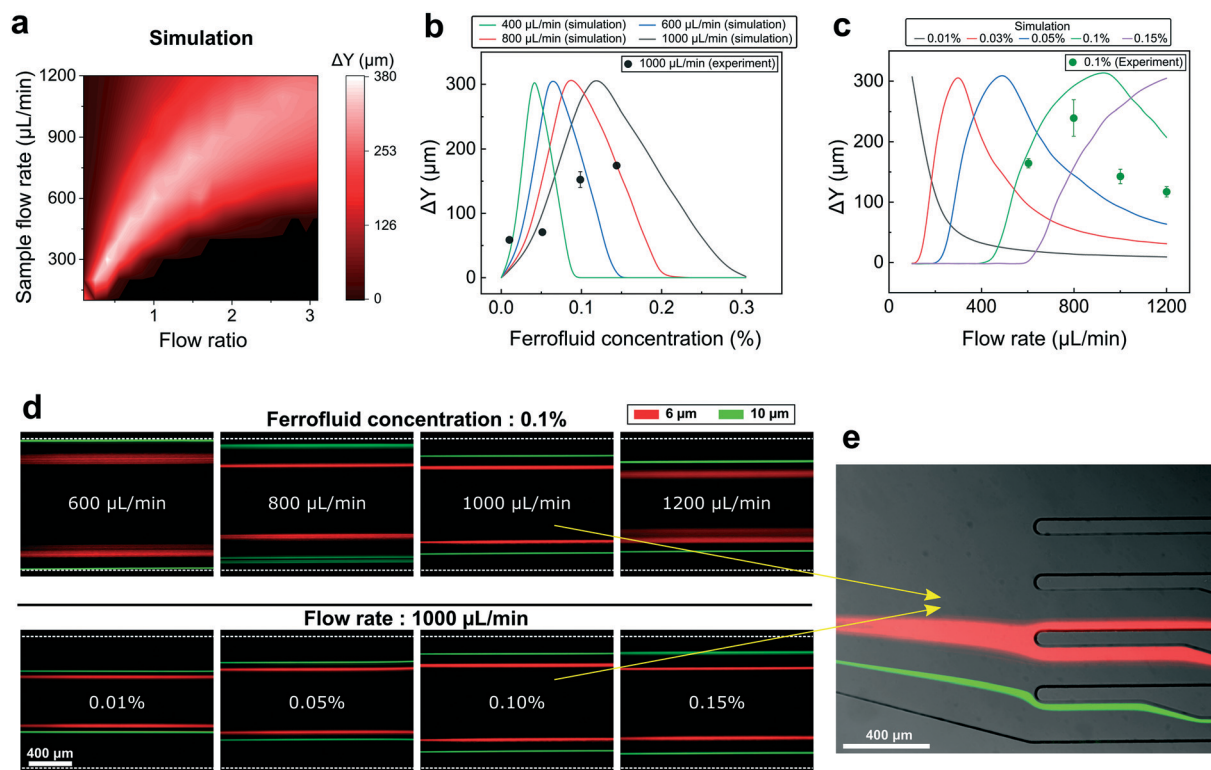 a
Simulation
ΔY
(µm)
1200
900
600
300
Sample flow rate (µL/min)
1
2
3
Flow ratio
380
253
126
0
b
400 µL/min (simulation)
600 µL/min (simulation)
800 µL/min (simulation)
1000 µL/min (simulation)
1000 µL/min (experiment)
300
200
100
0
ΔY (µm)
0.0
0.1
0.2
0.3
Ferrofluid concentration (%)
c
Simulation
0.01%
0.03%
0.05%
0.1%
0.15%
0.1% (Experiment)
300
200
100
0
ΔY (µm)
400
800
1200
Flow rate (µL/min)
d
Ferrofluid concentration : 0.1%
6 µm
10 µm
600 µL/min
800 µL/min
1000 µL/min
1200 µL/min
Flow rate : 1000 µL/min
0.01%
0.05%
0.10%
0.15%
400 µm
e
400 µm